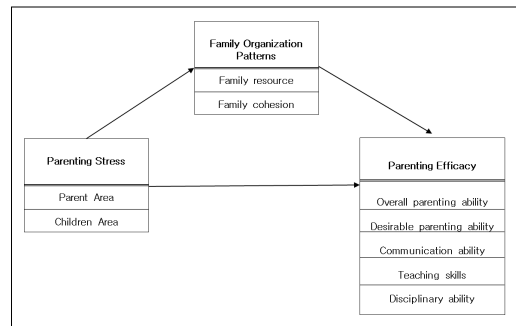 Family Organization
Patterns
Family resource
Family cohesion
Parenting Stress
Parent Area
Children Area
Parenting Efficacy
Overall parenting ability
Desirable parenting ability
Communication ability
Teaching skills
Disciplinary ability